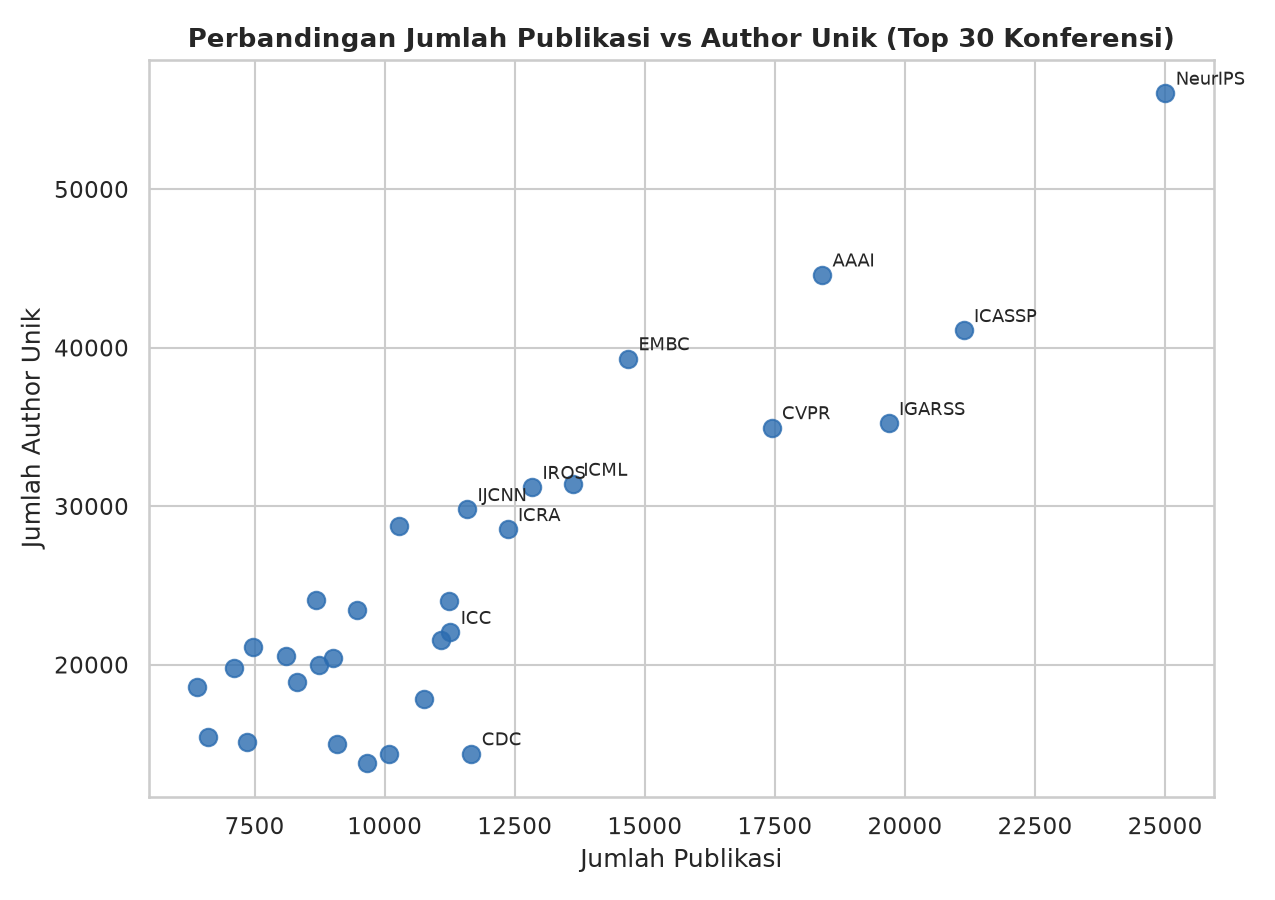 Perbandingan Jumlah Publikasi vs Author Unik (Top 30 Konferensi)
NeurIPS
AAAI
ICASSP
EMBC
CVPR
IGARSS
IROS
ICML
IJCNN
ICRA
ICC
CDC
50000
40000
30000
20000
Jumlah Author Unik
7500 10000 12500 15000 17500 20000 22500 25000
Jumlah Publikasi